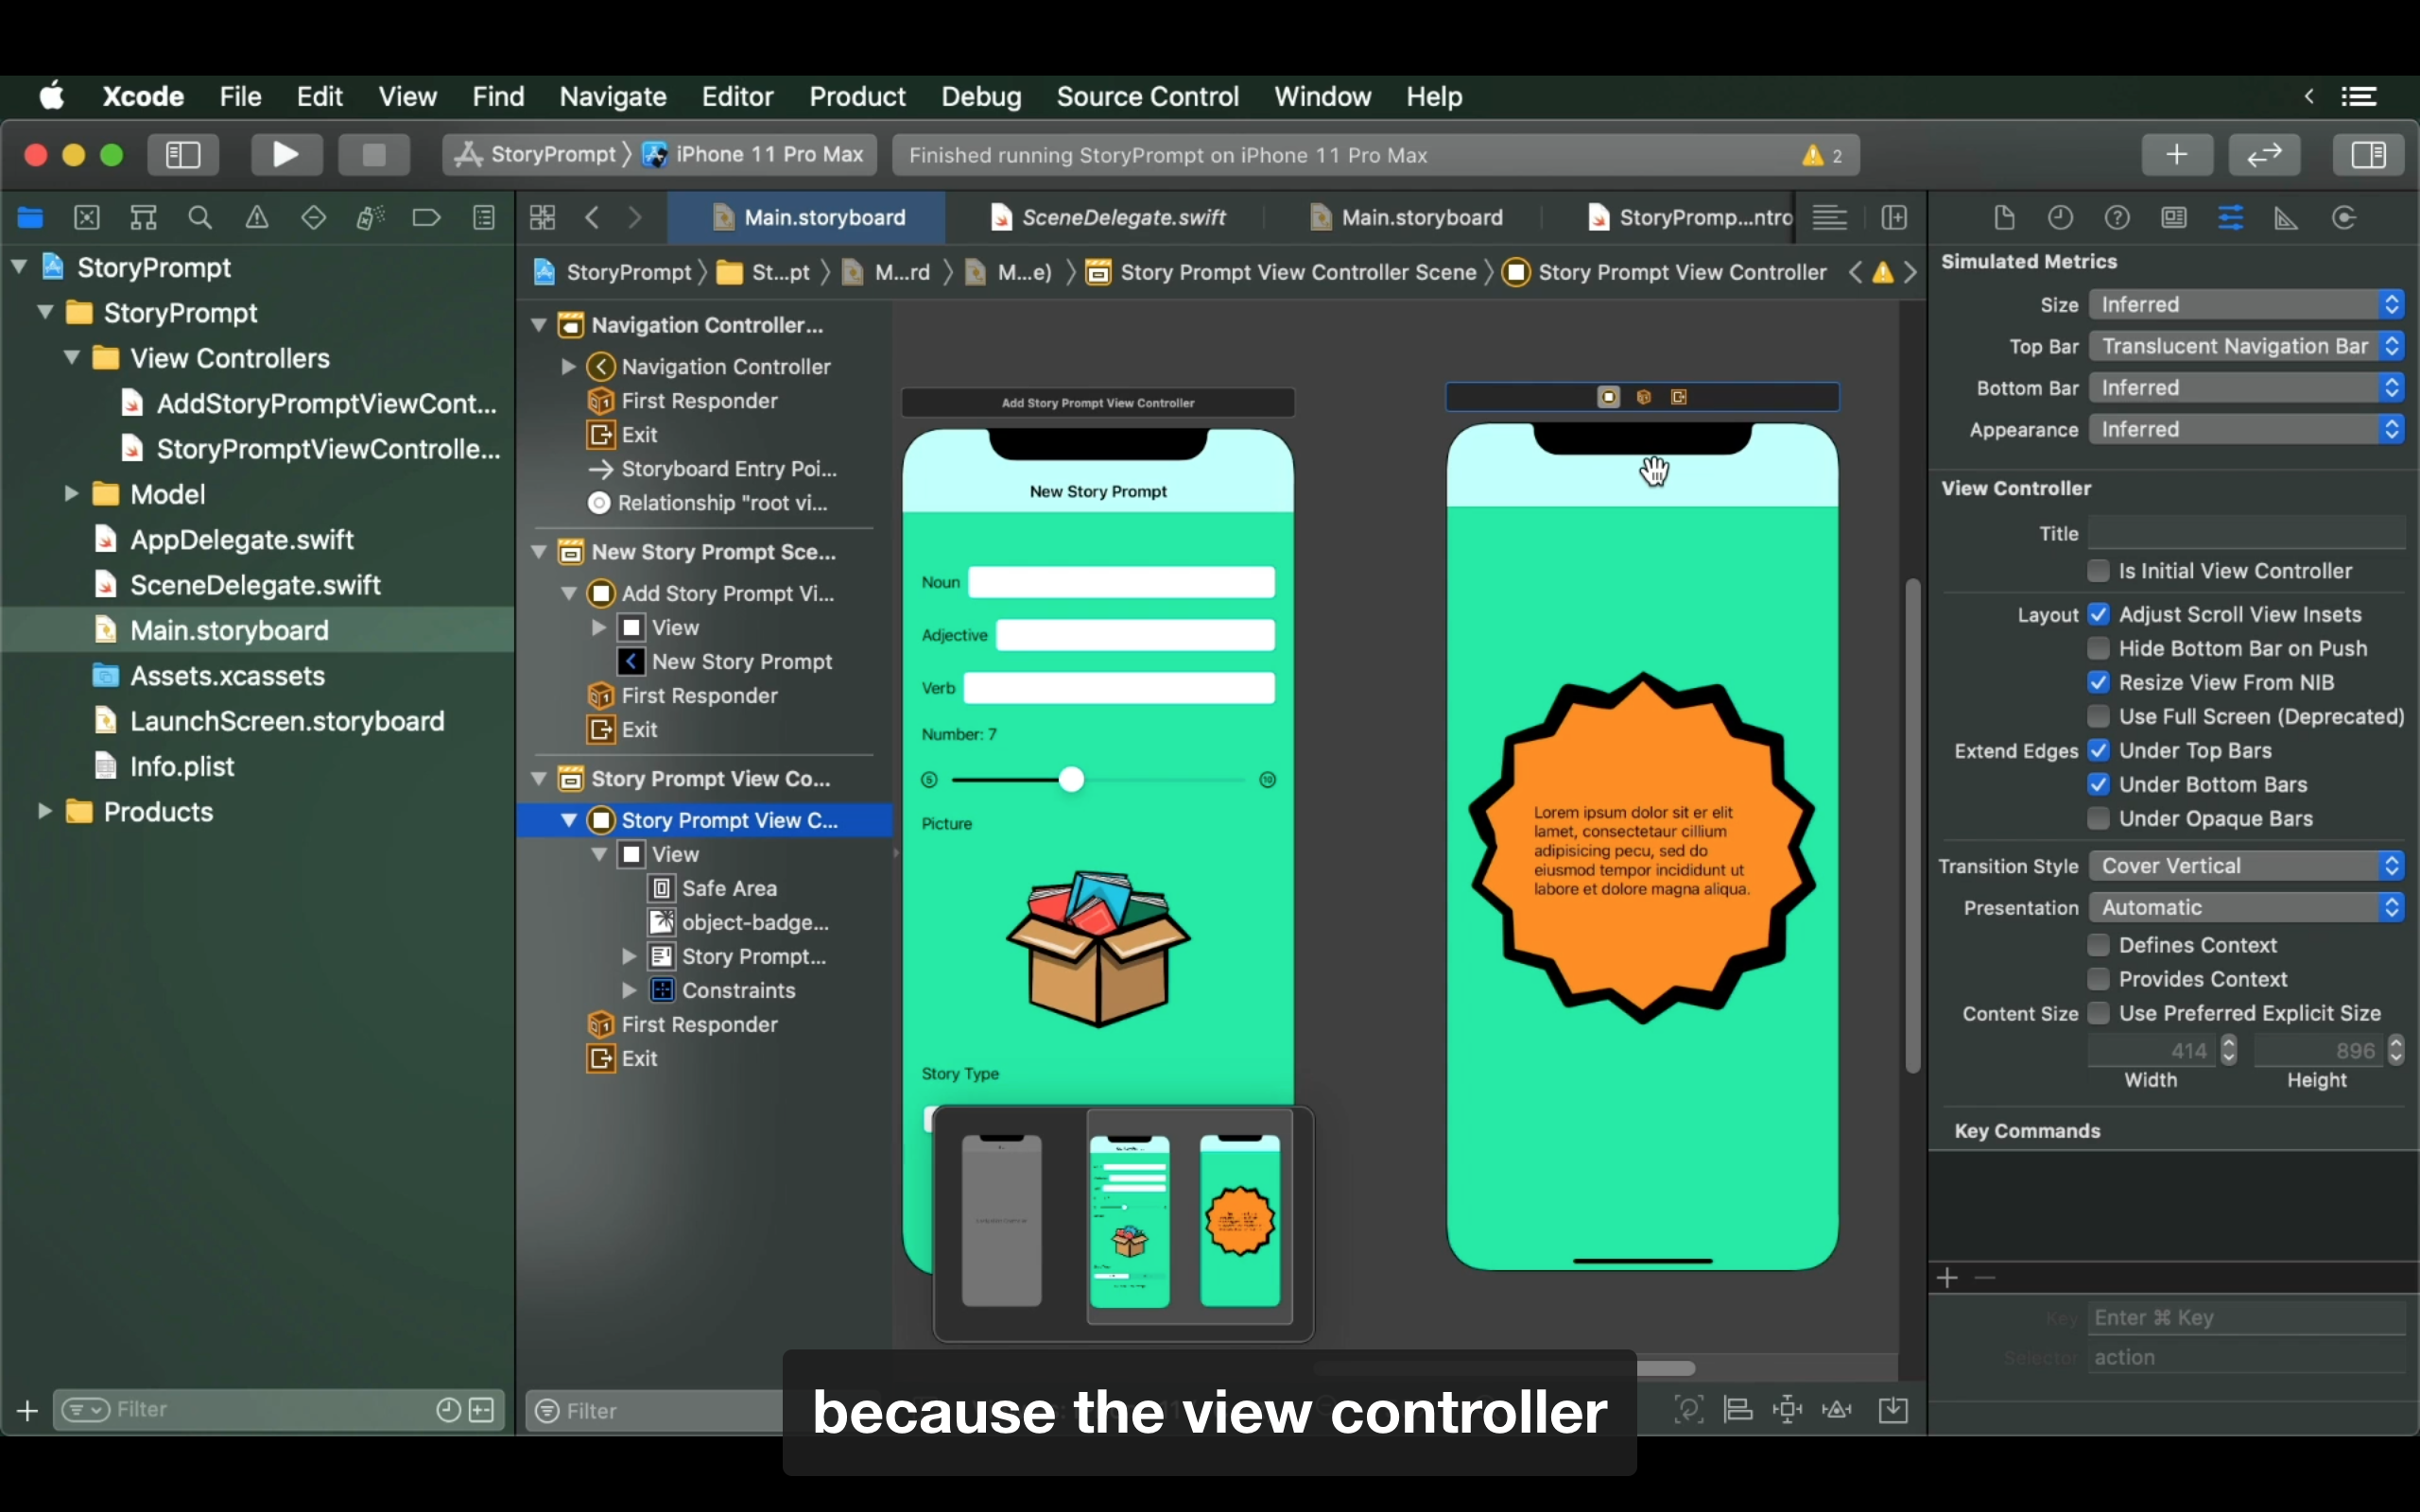 Xcode File Edit View Find Navigate Editor Product Debug Source Control Window Help
StoryPrompt iPhone 11 Pro Max
Finished running StoryPrompt on iPhone 11 Pro Max
2
Main.storyboard
SceneDelegate.swift
Main.storyboard
StoryPromp...ntro
StoryPrompt St...pt M...rd M...e) Story Prompt View Controller Scene Story Prompt View Controller
StoryPrompt
StoryPrompt
View Controllers
AddStoryPromptViewCont...
StoryPromptViewControlle...
Model
AppDelegate.swift
SceneDelegate.swift
Main.storyboard
Assets.xcassets
LaunchScreen.storyboard
Info.plist
Products
Filter
Navigation Controller...
Navigation Controller
First Responder
Exit
Storyboard Entry Poi...
Relationship "root vi...
New Story Prompt Sce...
Add Story Prompt Vi...
View
New Story Prompt
First Responder
Exit
Story Prompt View Co...
Story Prompt View C...
View
Safe Area
object-badge...
Story Prompt...
Constraints
First Responder
Exit
Filter
Add Story Prompt View Controller
New Story Prompt
Noun
Adjective
Verb
Number: 7
5
10
Picture
Story Type
Lorem ipsum dolor sit er elit
lamet, consectetaur cillium
adipisicing pecu, sed do
eiusmod tempor incididunt ut
labore et dolore magna aliqua.
Simulated Metrics
Size Inferred
Top Bar Translucent Navigation Bar
Bottom Bar Inferred
Appearance Inferred
View Controller
Title
Is Initial View Controller
Layout Adjust Scroll View Insets
Hide Bottom Bar on Push
Resize View From NIB
Use Full Screen (Deprecated)
Extend Edges Under Top Bars
Under Bottom Bars
Under Opaque Bars
Transition Style Cover Vertical
Presentation Automatic
Defines Context
Provides Context
Content Size Use Preferred Explicit Size
414 896
Width Height
Key Commands
Key Enter ⌘ Key
Selector action
because the view controller